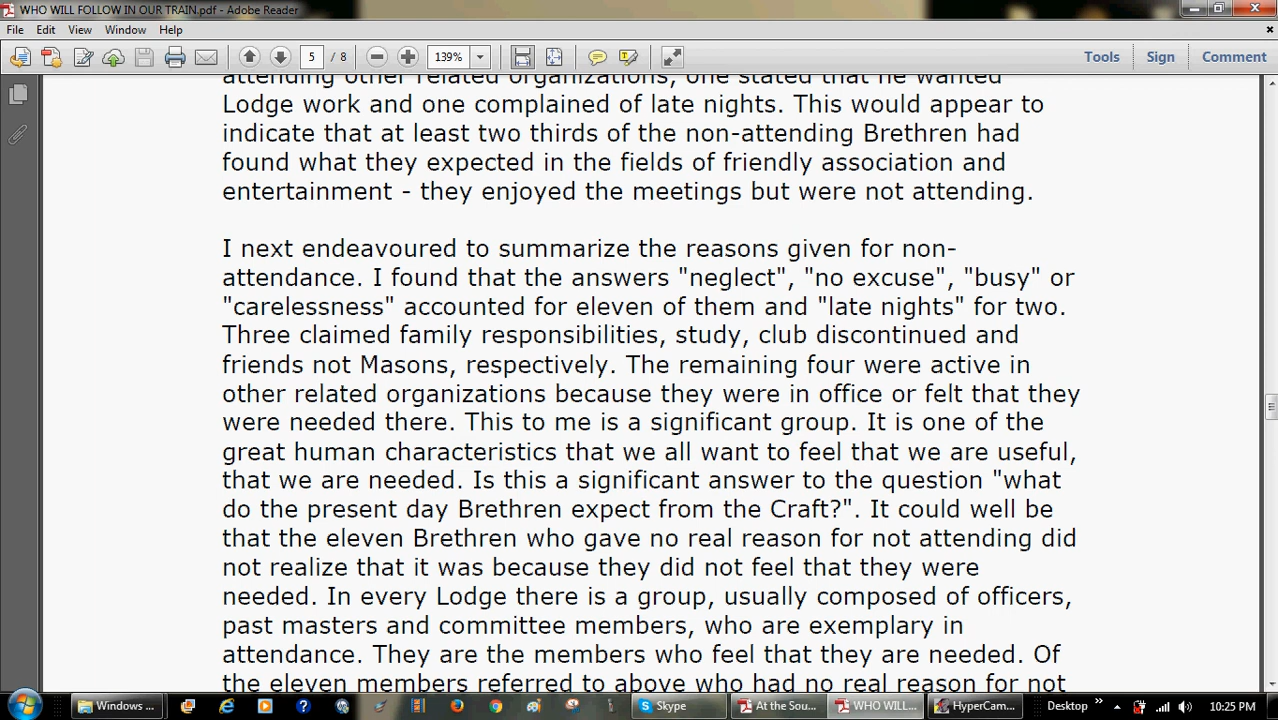 WHO WILL FOLLOW IN OUR TRAIN.pdf - Adobe Reader
File Edit View Window Help
5 / 8 139% Tools Sign Comment
attending other related organizations, one stated that he wanted
Lodge work and one complained of late nights. This would appear to
indicate that at least two thirds of the non-attending Brethren had
found what they expected in the fields of friendly association and
entertainment - they enjoyed the meetings but were not attending.
I next endeavoured to summarize the reasons given for non-
attendance. I found that the answers "neglect", "no excuse", "busy" or
"carelessness" accounted for eleven of them and "late nights" for two.
Three claimed family responsibilities, study, club discontinued and
friends not Masons, respectively. The remaining four were active in
other related organizations because they were in office or felt that they
were needed there. This to me is a significant group. It is one of the
great human characteristics that we all want to feel that we are useful,
that we are needed. Is this a significant answer to the question "what
do the present day Brethren expect from the Craft?". It could well be
that the eleven Brethren who gave no real reason for not attending did
not realize that it was because they did not feel that they were
needed. In every Lodge there is a group, usually composed of officers,
past masters and committee members, who are exemplary in
attendance. They are the members who feel that they are needed. Of
the eleven members referred to above who had no real reason for not
Windows ... Skype At the Sou... WHO WILL... HyperCam... Desktop 10:25 PM